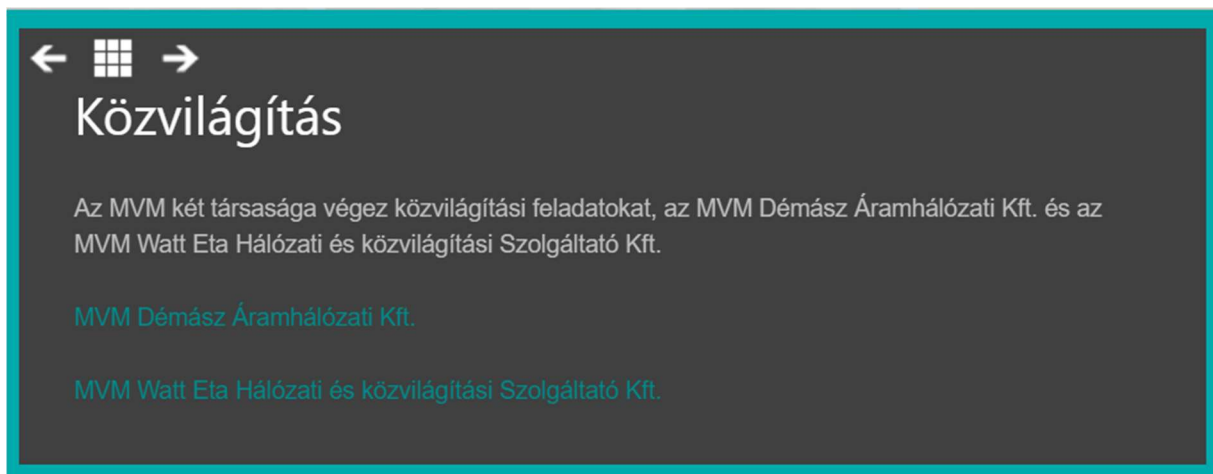 Közvilágítás
Az MVM két társasága végez közvilágítási feladatokat, az MVM Démász Áramhálózati Kft. és az
MVM Watt Eta Hálózati és közvilágítási Szolgáltató Kft.
MVM Démász Áramhálózati Kft.
MVM Watt Eta Hálózati és közvilágítási Szolgáltató Kft.